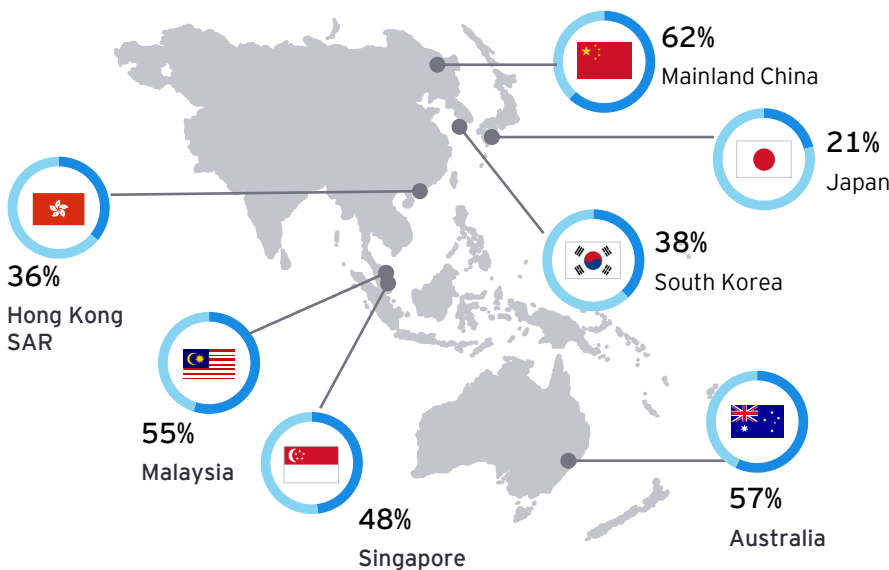 62%
Mainland China
21%
Japan
36%
Hong Kong
SAR
38%
South Korea
55%
Malaysia
48%
Singapore
57%
Australia